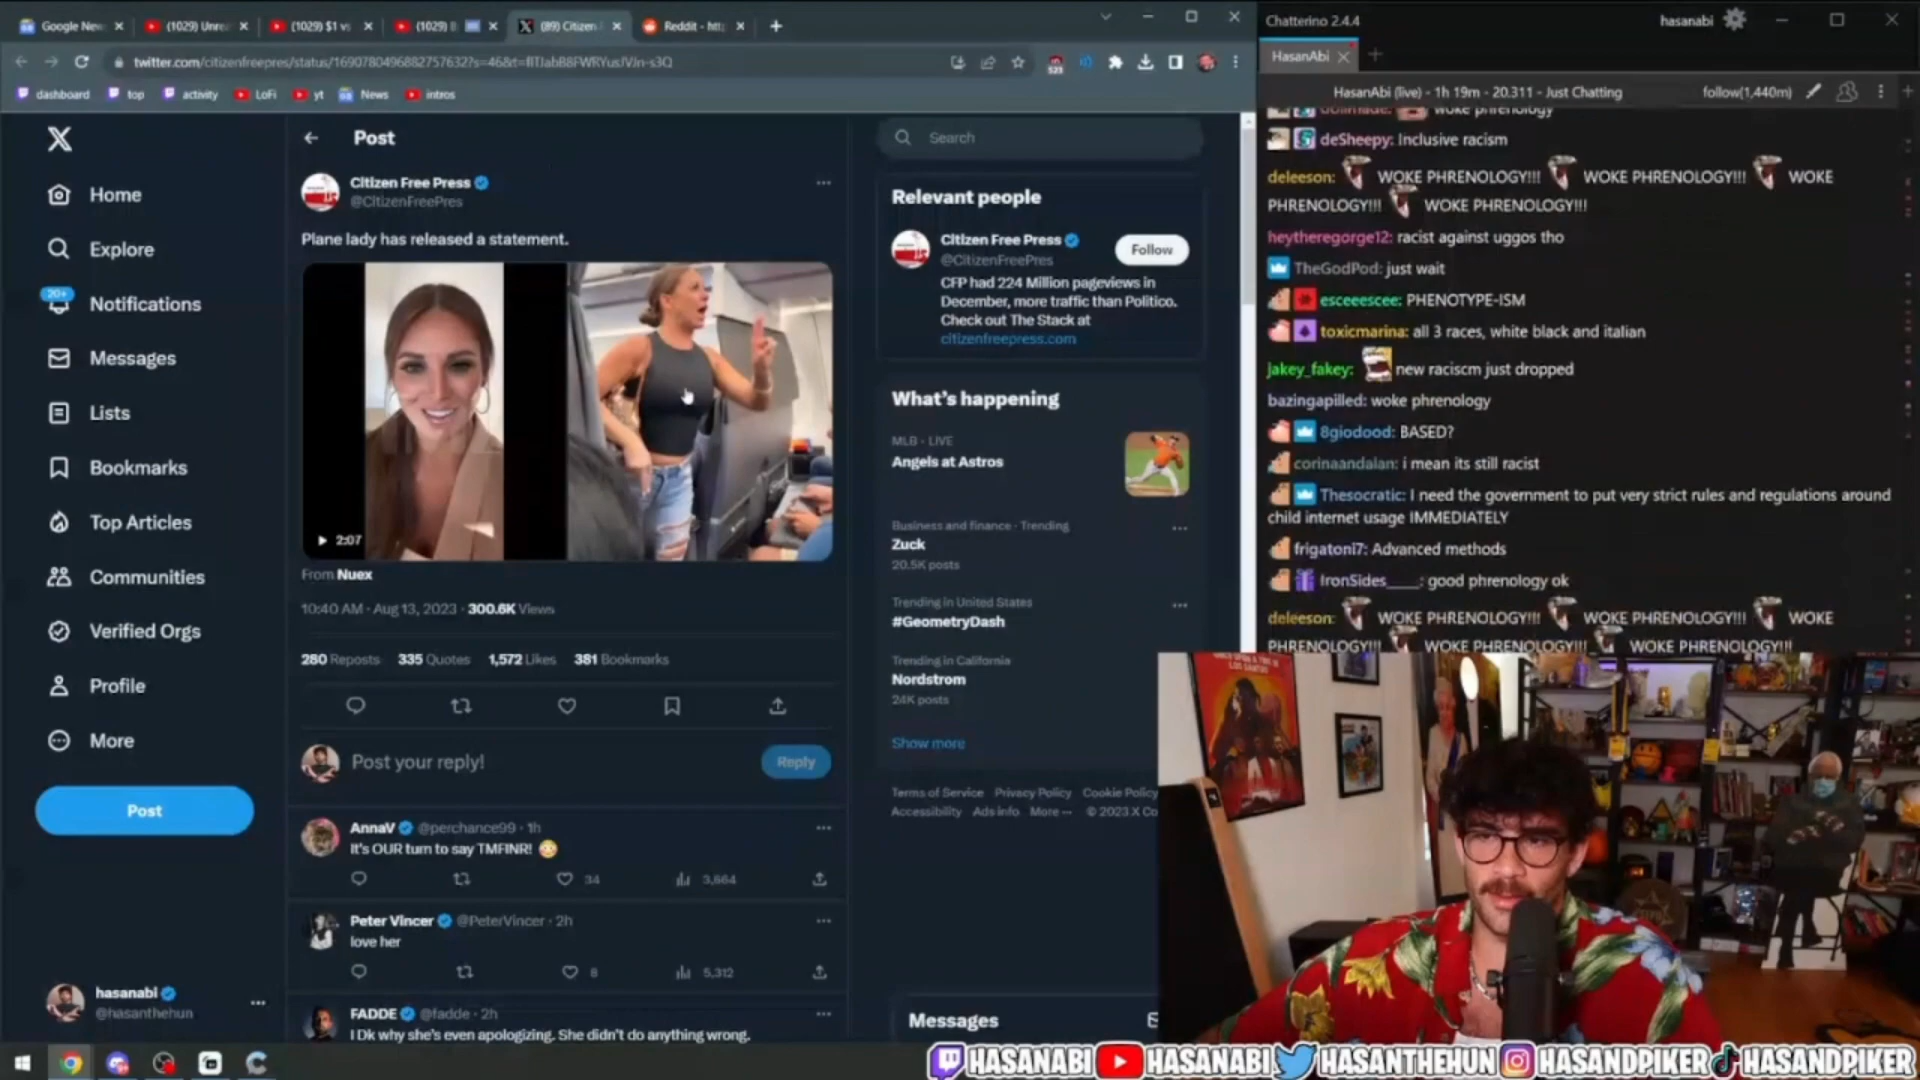 Google New
(1029) Unre
(1029) $1 v
(1029) B
(89) Citizen
Reddit - htt
twitter.com/citizenfreepres/status/1690780496882757632?s=46&t=
dashboard
top
activity
LoFi
yt
News
intros
Home
Explore
20+
Notifications
Messages
Lists
Bookmarks
Top Articles
Communities
Verified Orgs
Profile
More
Post
hasanabi
@hasanthehun
Post
Citizen Free Press
@CitizenFreePres
Plane lady has released a statement.
2:07
From Nuex
10:40 AM · Aug 13, 2023 · 300.6K Views
280 Reposts 335 Quotes 1,572 Likes 381 Bookmarks
Post your reply!
Reply
AnnaV @perchance99 · 1h
It's OUR turn to say TMFINR! 😳
34
3,664
Peter Vincer @PeterVincer · 2h
love her
8
5,312
FADDE @fadde · 2h
I Dk why she's even apologizing. She didn't do anything wrong.
Search
Relevant people
Citizen Free Press
@CitizenFreePres
Follow
CFP had 224 Million pageviews in
December, more traffic than Politico.
Check out The Stack at
citizenfreepress.com
What's happening
MLB · LIVE
Angels at Astros
Business and finance · Trending
Zuck
20.5K posts
Trending in United States
#GeometryDash
Trending in California
Nordstrom
24K posts
Show more
Terms of Service Privacy Policy Cookie Policy
Accessibility Ads info More ··· © 2023 X Co
Messages
Chatterino 2.4.4
hasanabi
HasanAbi
HasanAbi (live) - 1h 19m - 20.311 - Just Chatting
follow(1,440m)
woke phrenology
deSheepy: Inclusive racism
deleeson: WOKE PHRENOLOGY!!! WOKE PHRENOLOGY!!! WOKE
PHRENOLOGY!!! WOKE PHRENOLOGY!!!
heytheregorge12: racist against uggos tho
TheGodPod: just wait
esceeescee: PHENOTYPE-ISM
toxicmarina: all 3 races, white black and italian
jakey_fakey: new raciscm just dropped
bazingapilled: woke phrenology
8giodood: BASED?
corinaandalan: i mean its still racist
Thesocratic: I need the government to put very strict rules and regulations around
child internet usage IMMEDIATELY
frigatoni7: Advanced methods
IronSides____: good phrenology ok
deleeson: WOKE PHRENOLOGY!!! WOKE PHRENOLOGY!!! WOKE
PHRENOLOGY!!! WOKE PHRENOLOGY!!! WOKE PHRENOLOGY!!!
HASANABI HASANABI HASANTHEHUN HASANDPIKER HASANDPIKER